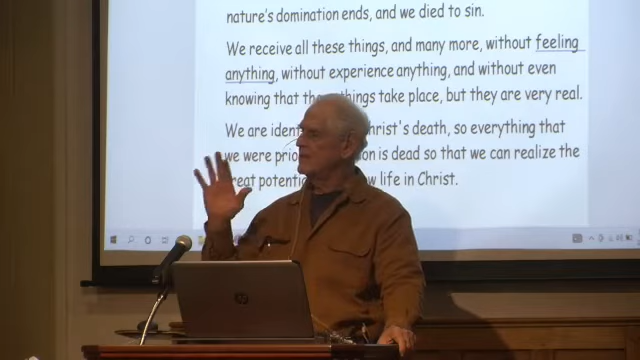 nature's domination ends, and we died to sin.
We receive all these things, and many more, without feeling
anything, without experience anything, and without even
knowing that things take place, but they are very real.
We are Christ's death, so everything that
we were is dead so that we can realize the
life in Christ.
hp